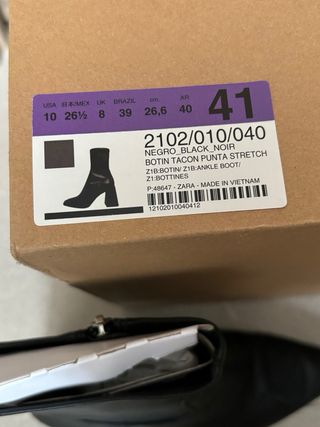 USA 日本/MEX UK BRAZIL cm. AR 41
10 26½ 8 39 26,6 40
2102/010/040
NEGRO_BLACK_NOIR
BOTIN TACON PUNTA STRETCH
Z1B:BOTIN/ Z1B:ANKLE BOOT/
Z1:BOTTINES
P:48647 - ZARA - MADE IN VIETNAM
12102010040412